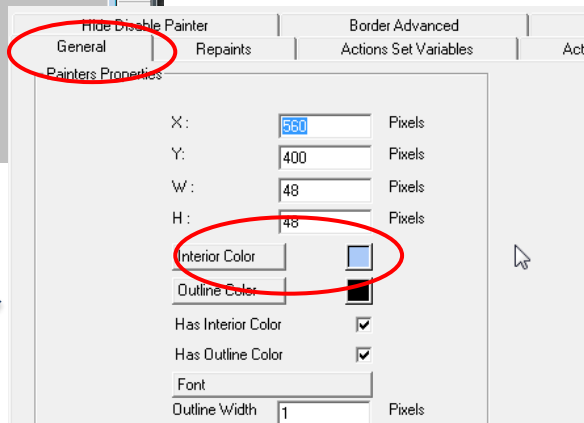 Hide Disable Painter Border Advanced
General Repaints Actions Set Variables Act
Painters Properties
X : 560 Pixels
Y: 400 Pixels
W : 48 Pixels
H : 48 Pixels
Interior Color
Outline Color
Has Interior Color
Has Outline Color
Font
Outline Width 1 Pixels